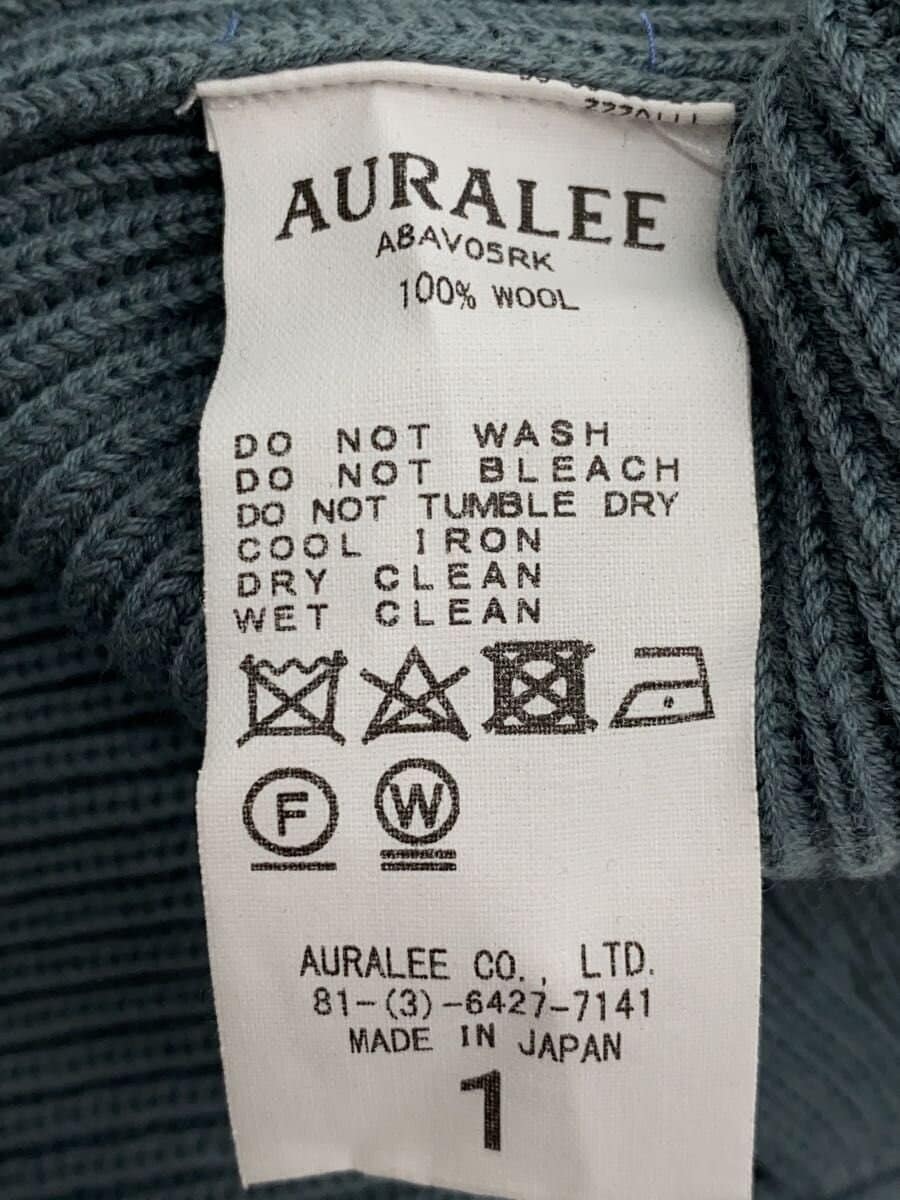 AURALEE
A8AV05RK
100% WOOL
DO NOT WASH
DO NOT BLEACH
DO NOT TUMBLE DRY
COOL IRON
DRY CLEAN
WET CLEAN
F W
AURALEE CO., LTD.
81-(3)-6427-7141
MADE IN JAPAN
1